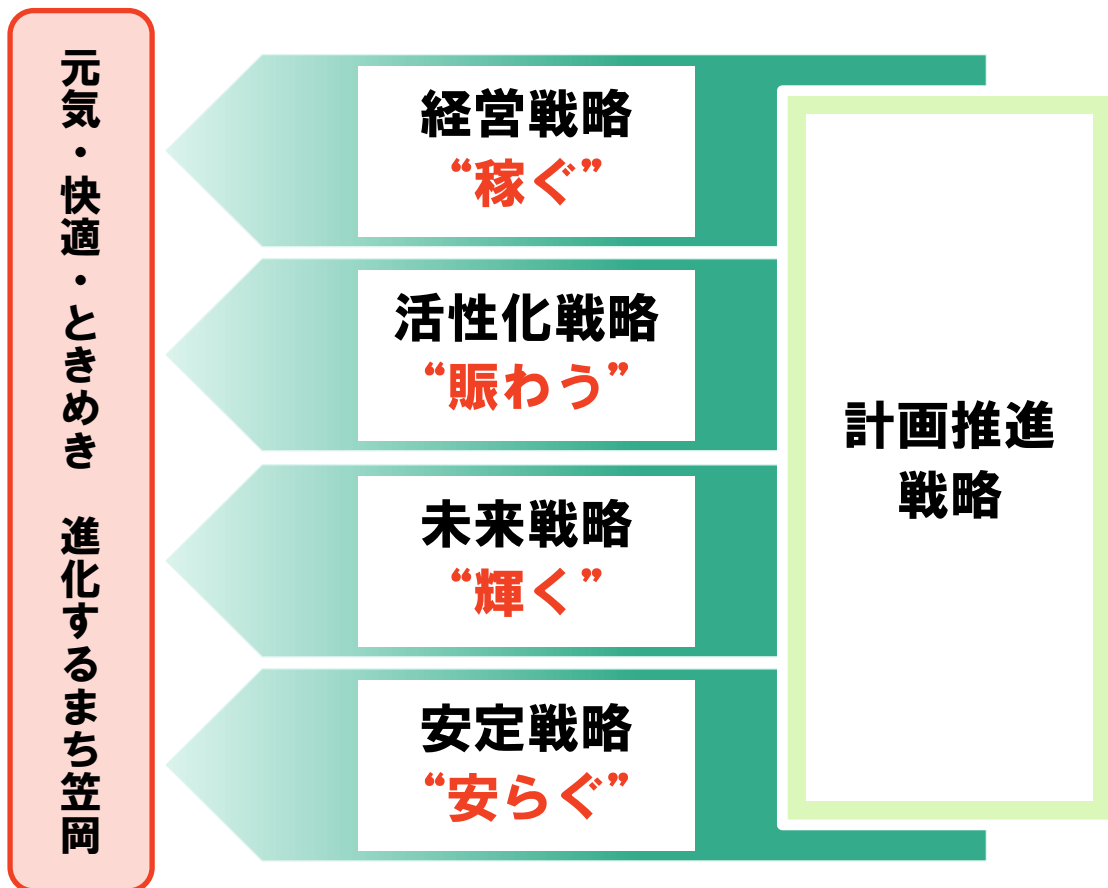 元気・快適・ときめき　進化するまち笠岡
経営戦略
“稼ぐ”
活性化戦略
“賑わう”
未来戦略
“輝く”
安定戦略
“安らぐ”
計画推進
戦略